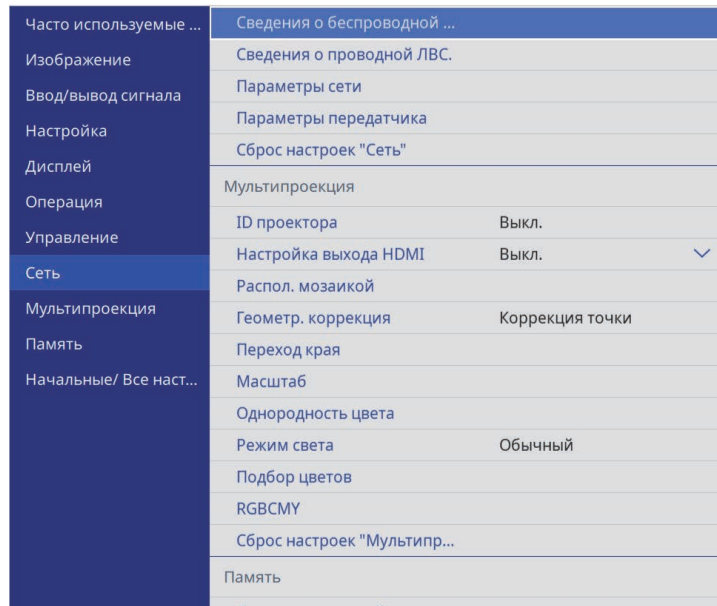 Часто используемые ...
Изображение
Ввод/вывод сигнала
Настройка
Дисплей
Операция
Управление
Сеть
Мультипроекция
Память
Начальные/ Все наст...
Сведения о беспроводной ...
Сведения о проводной ЛВС.
Параметры сети
Параметры передатчика
Сброс настроек "Сеть"
Мультипроекция
ID проектора Выкл.
Настройка выхода HDMI Выкл.
Распол. мозаикой
Геометр. коррекция Коррекция точки
Переход края
Масштаб
Однородность цвета
Режим света Обычный
Подбор цветов
RGBCMY
Сброс настроек "Мультипр...
Память